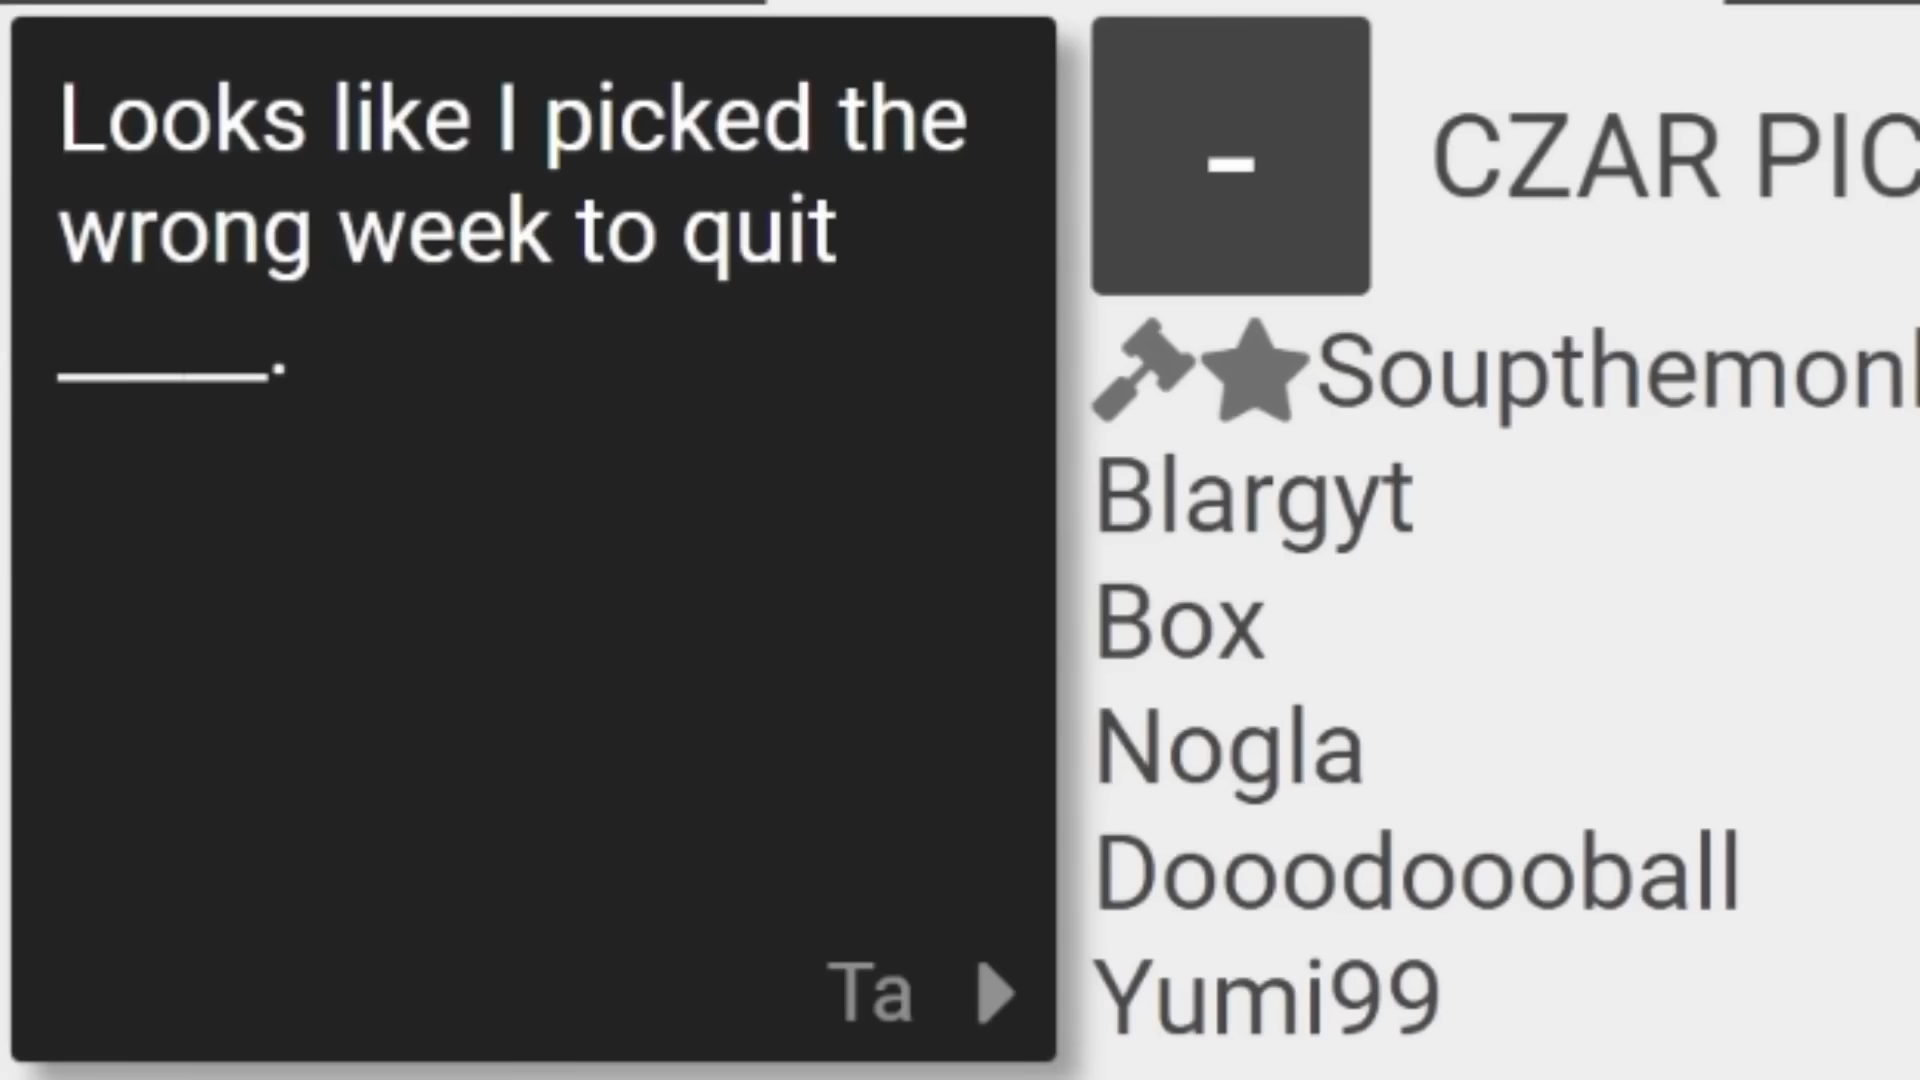 Looks like I picked the
wrong week to quit
_____.
Ta
-
CZAR PIC
Soupthemon
Blargyt
Box
Nogla
Dooodoooball
Yumi99